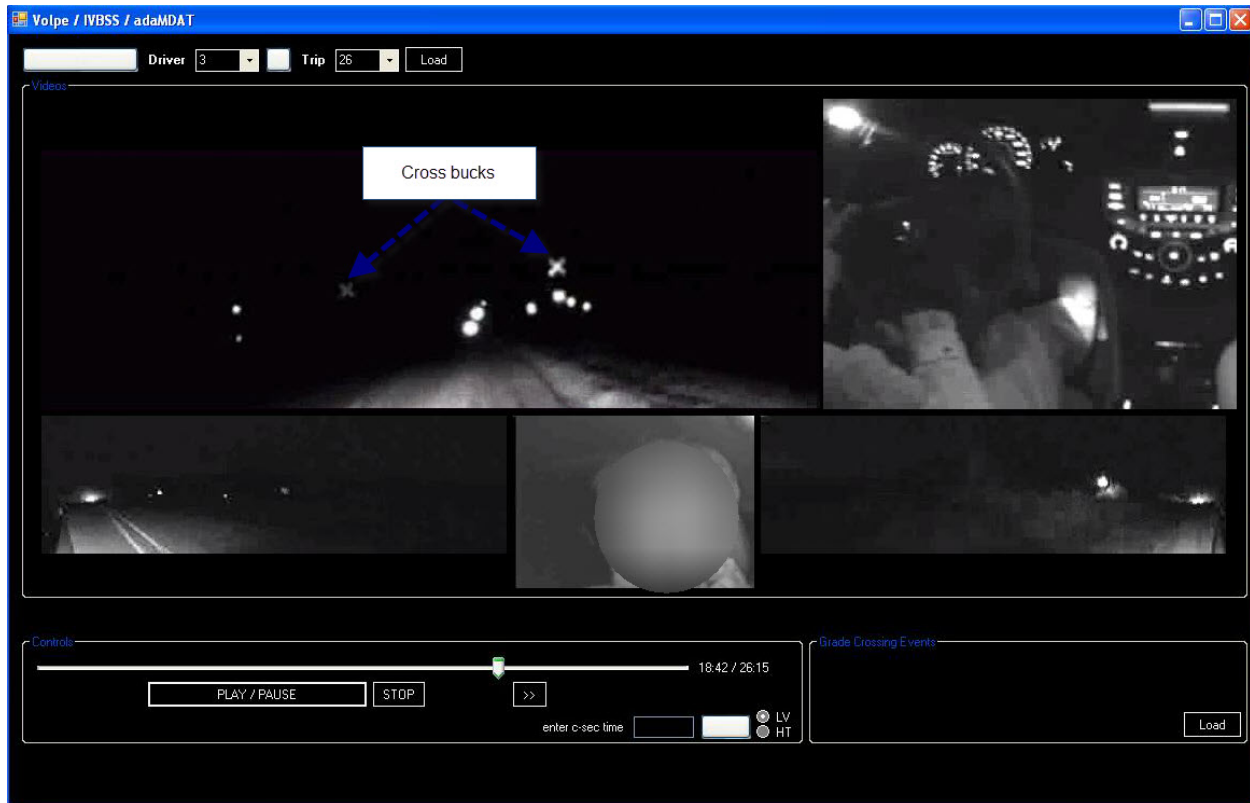 Volpe / IVBSS / adaMDAT
Driver 3 Trip 26 Load
Videos
Cross bucks
Controls
18:42 / 26:15
PLAY / PAUSE STOP >>
enter c-sec time LV
HT
Grade Crossing Events
Load